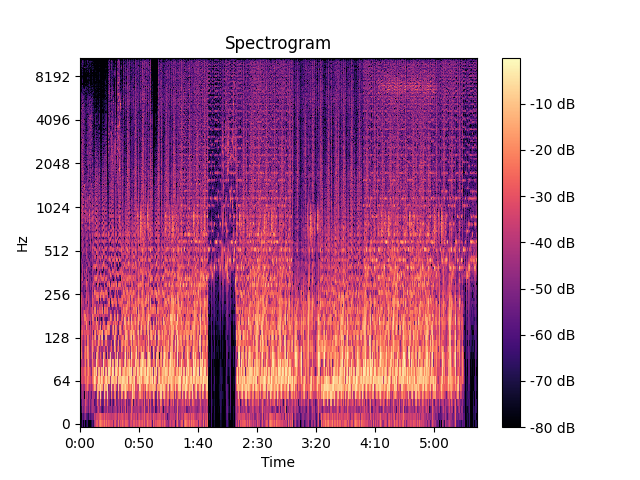 Spectrogram
Hz
8192
4096
2048
1024
512
256
128
64
0
0:00 0:50 1:40 2:30 3:20 4:10 5:00
Time
-10 dB
-20 dB
-30 dB
-40 dB
-50 dB
-60 dB
-70 dB
-80 dB